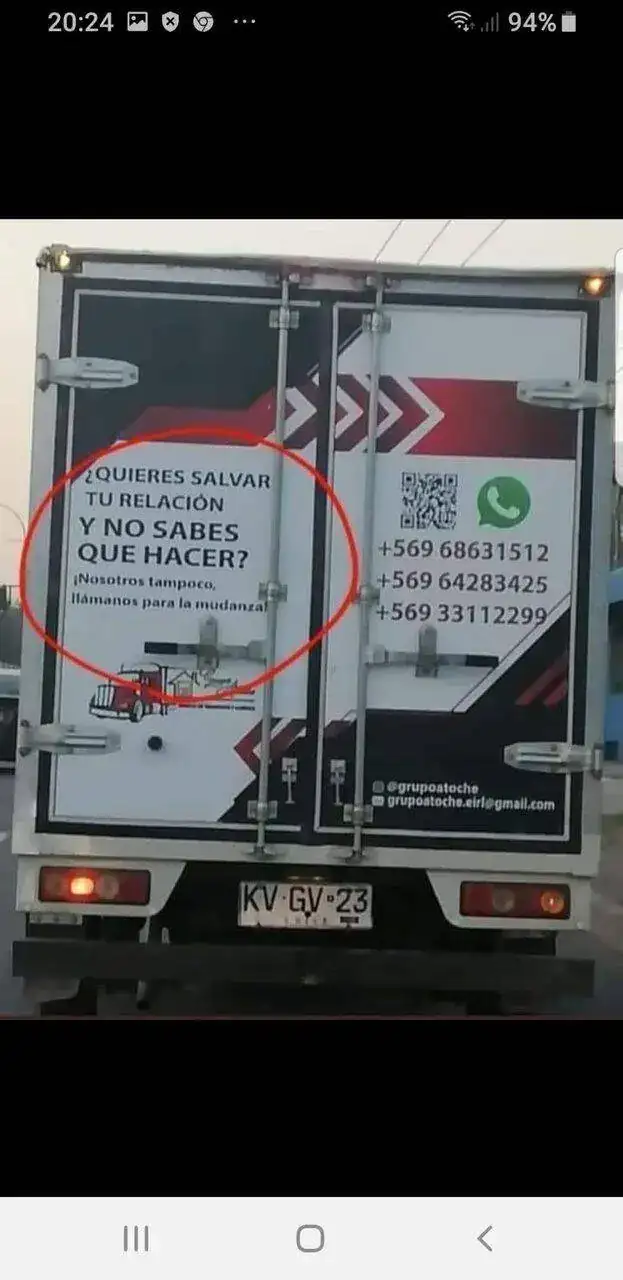 20:24
94%
¿QUIERES SALVAR
TU RELACIÓN
Y NO SABES
QUE HACER?
¡Nosotros tampoco,
llámanos para la mudanza!
+569 68631512
+569 64283425
+569 33112299
@grupoatoche
grupoatoche.eirl@gmail.com
KV·GV·23
CHILE